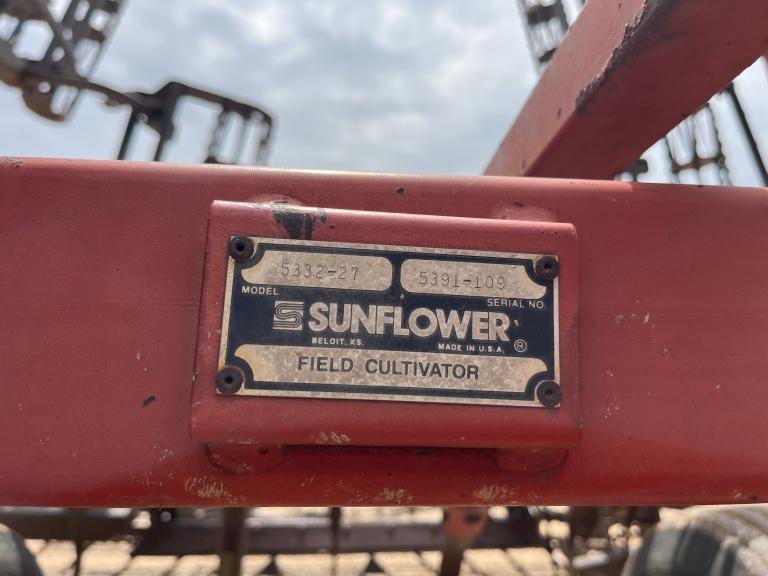 5332-27 5391-109
MODEL SERIAL NO.
SUNFLOWER
BELOIT, KS. MADE IN U.S.A. ®
FIELD CULTIVATOR